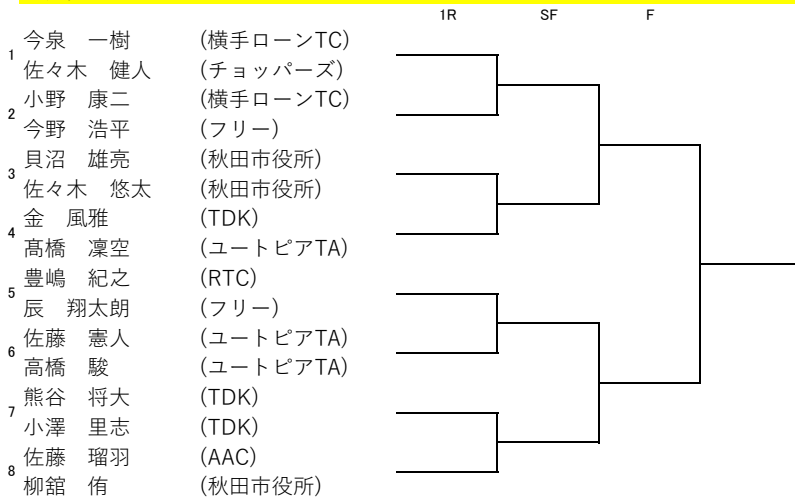 1R SF F
今泉　一樹 (横手ローンTC)
1
佐々木　健人 (チョッパーズ)
小野　康二 (横手ローンTC)
2
今野　浩平 (フリー)
貝沼　雄亮 (秋田市役所)
3
佐々木　悠太 (秋田市役所)
金　風雅 (TDK)
4
髙橋　凜空 (ユートピアTA)
豊嶋　紀之 (RTC)
5
辰　翔太朗 (フリー)
佐藤　憲人 (ユートピアTA)
6
高橋　駿 (ユートピアTA)
熊谷　将大 (TDK)
7
小澤　里志 (TDK)
佐藤　瑠羽 (AAC)
8
柳舘　侑 (秋田市役所)